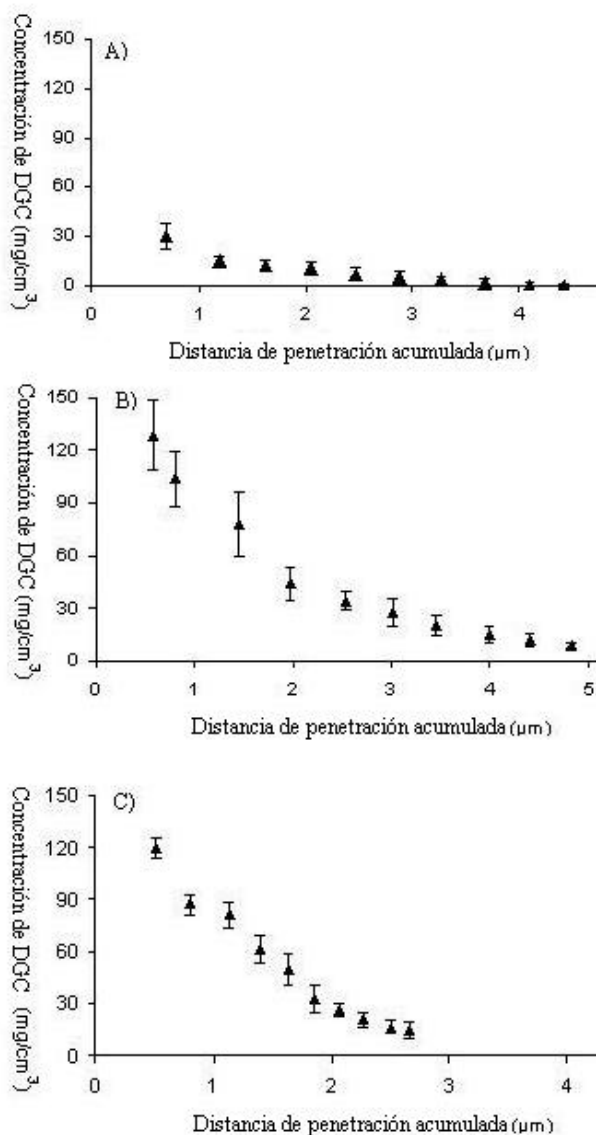 Concentración de DGC (mg/cm³)
A)
150
120
90
60
30
0
0 1 2 3 4
Distancia de penetración acumulada (µm)
Concentración de DGC (mg/cm³)
B)
150
120
90
60
30
0
0 1 2 3 4 5
Distancia de penetración acumulada (µm)
Concentración de DGC (mg/cm³)
C)
150
120
90
60
30
0
0 1 2 3 4
Distancia de penetración acumulada (µm)